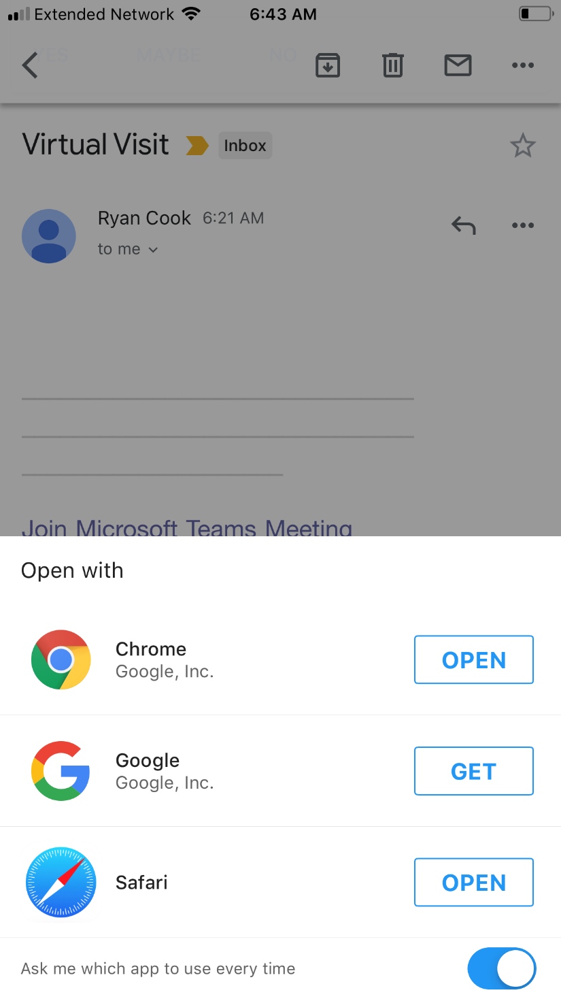 Extended Network 6:43 AM
YES MAYBE NO
Virtual Visit Inbox
Ryan Cook 6:21 AM
to me
Join Microsoft Teams Meeting
Open with
Chrome
Google, Inc.
OPEN
Google
Google, Inc.
GET
Safari
OPEN
Ask me which app to use every time